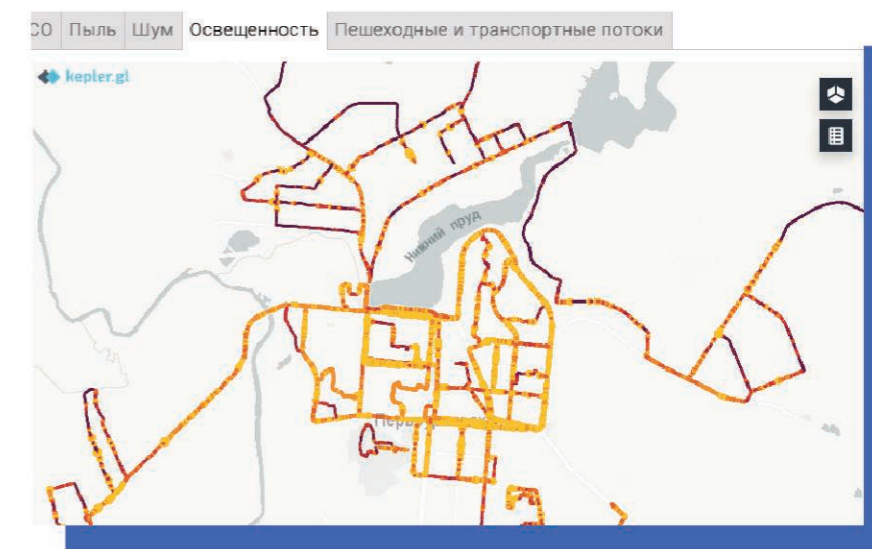 СО Пыль Шум Освещенность Пешеходные и транспортные потоки
kepler.gl
Нижний пруд